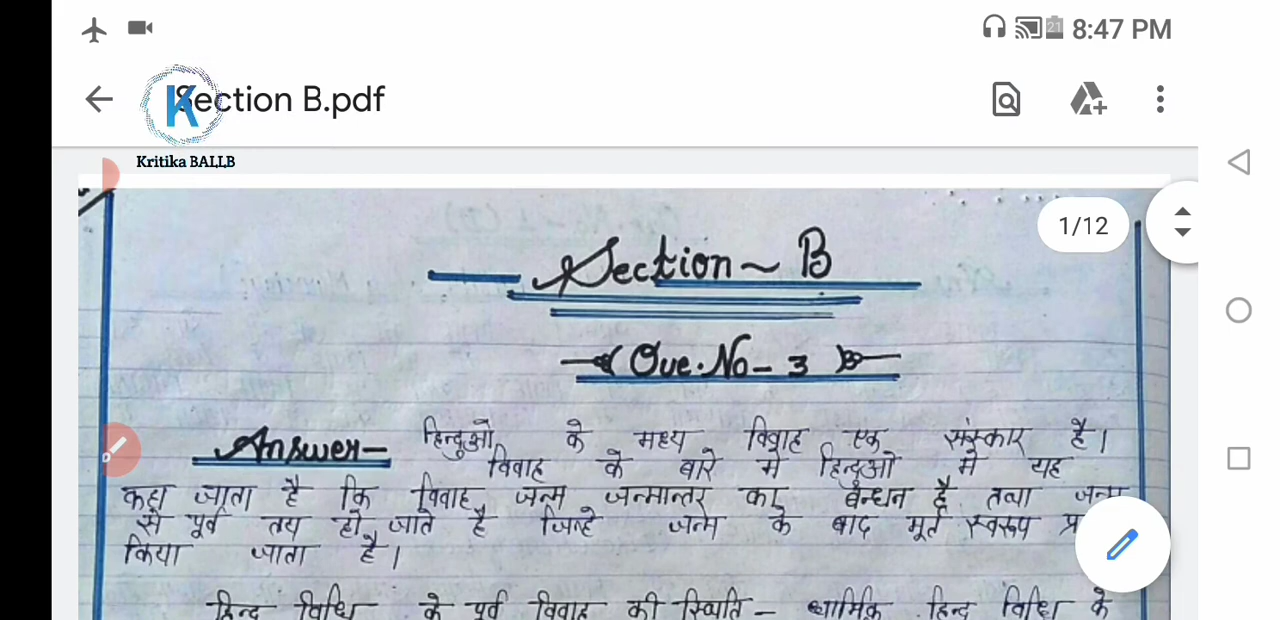 21 8:47 PM
Section B.pdf
K
Kritika BALLB
1/12
Section ~ B
Que. No - 3
Answer - हिन्दुओ के मध्य विवाह एक संस्कार है।
विवाह के बारे मे हिन्दुओ मे यह
कहा जाता है कि विवाह जन्म जन्मान्तर का बन्धन है तथा जन्म
से पूर्व तय हो जाते है जिन्हे जन्म के बाद मूर्त स्वरूप
किया जाता है।
हिन्दू विधि के पूर्व विवाह की स्थिति - धार्मिक हिन्दू विधि के